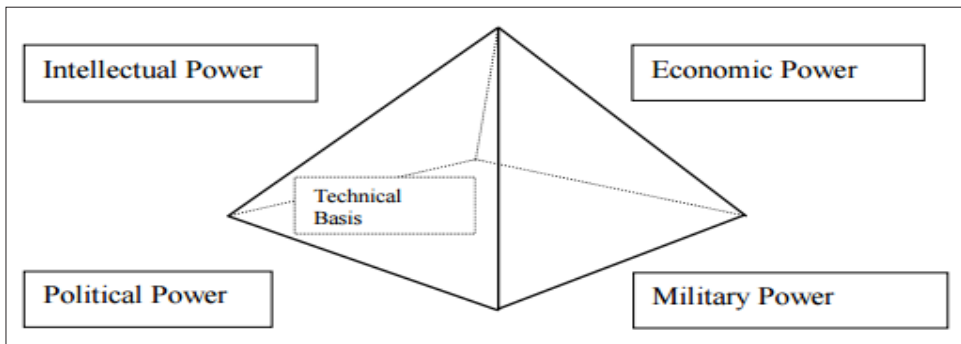 Intellectual Power
Economic Power
Technical
Basis
Political Power
Military Power